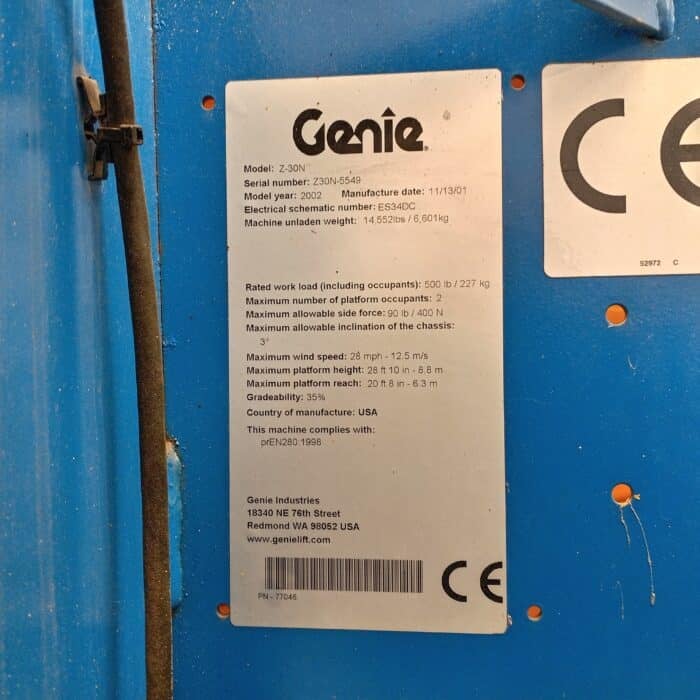 Genie
Model: Z-30N
Serial number: Z30N-5549
Model year: 2002 Manufacture date: 11/13/01
Electrical schematic number: ES34DC
Machine unladen weight: 14,552lbs / 6,601kg
Rated work load (including occupants): 500 lb / 227 kg
Maximum number of platform occupants: 2
Maximum allowable side force: 90 lb / 400 N
Maximum allowable inclination of the chassis:
3°
Maximum wind speed: 28 mph - 12.5 m/s
Maximum platform height: 28 ft 10 in - 8.8 m
Maximum platform reach: 20 ft 8 in - 6.3 m
Gradeability: 35%
Country of manufacture: USA
This machine complies with:
prEN280:1998
Genie Industries
18340 NE 76th Street
Redmond WA 98052 USA
www.genielift.com
PN - 77046
CE
CE
52972 C